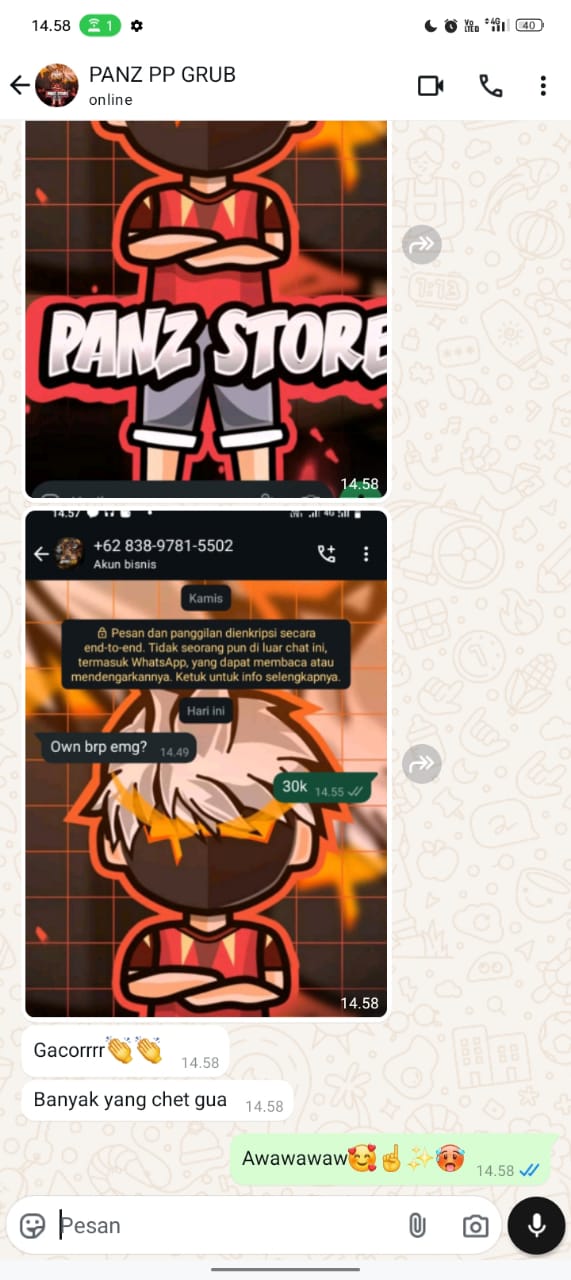 14.58 1 Vo LTE 4G 40
PANZ PP GRUB
online
PANZ STORE
14.58
14.57
+62 838-9781-5502
Akun bisnis
Kamis
Pesan dan panggilan dienkripsi secara
end-to-end. Tidak seorang pun di luar chat ini,
termasuk WhatsApp, yang dapat membaca atau
mendengarkannya. Ketuk untuk info selengkapnya.
Hari ini
Own brp emg? 14.49
30k 14.55
14.58
Gacorrrr👏👏 14.58
Banyak yang chet gua 14.58
Awawawaw🥰☝️✨🥵 14.58
Pesan